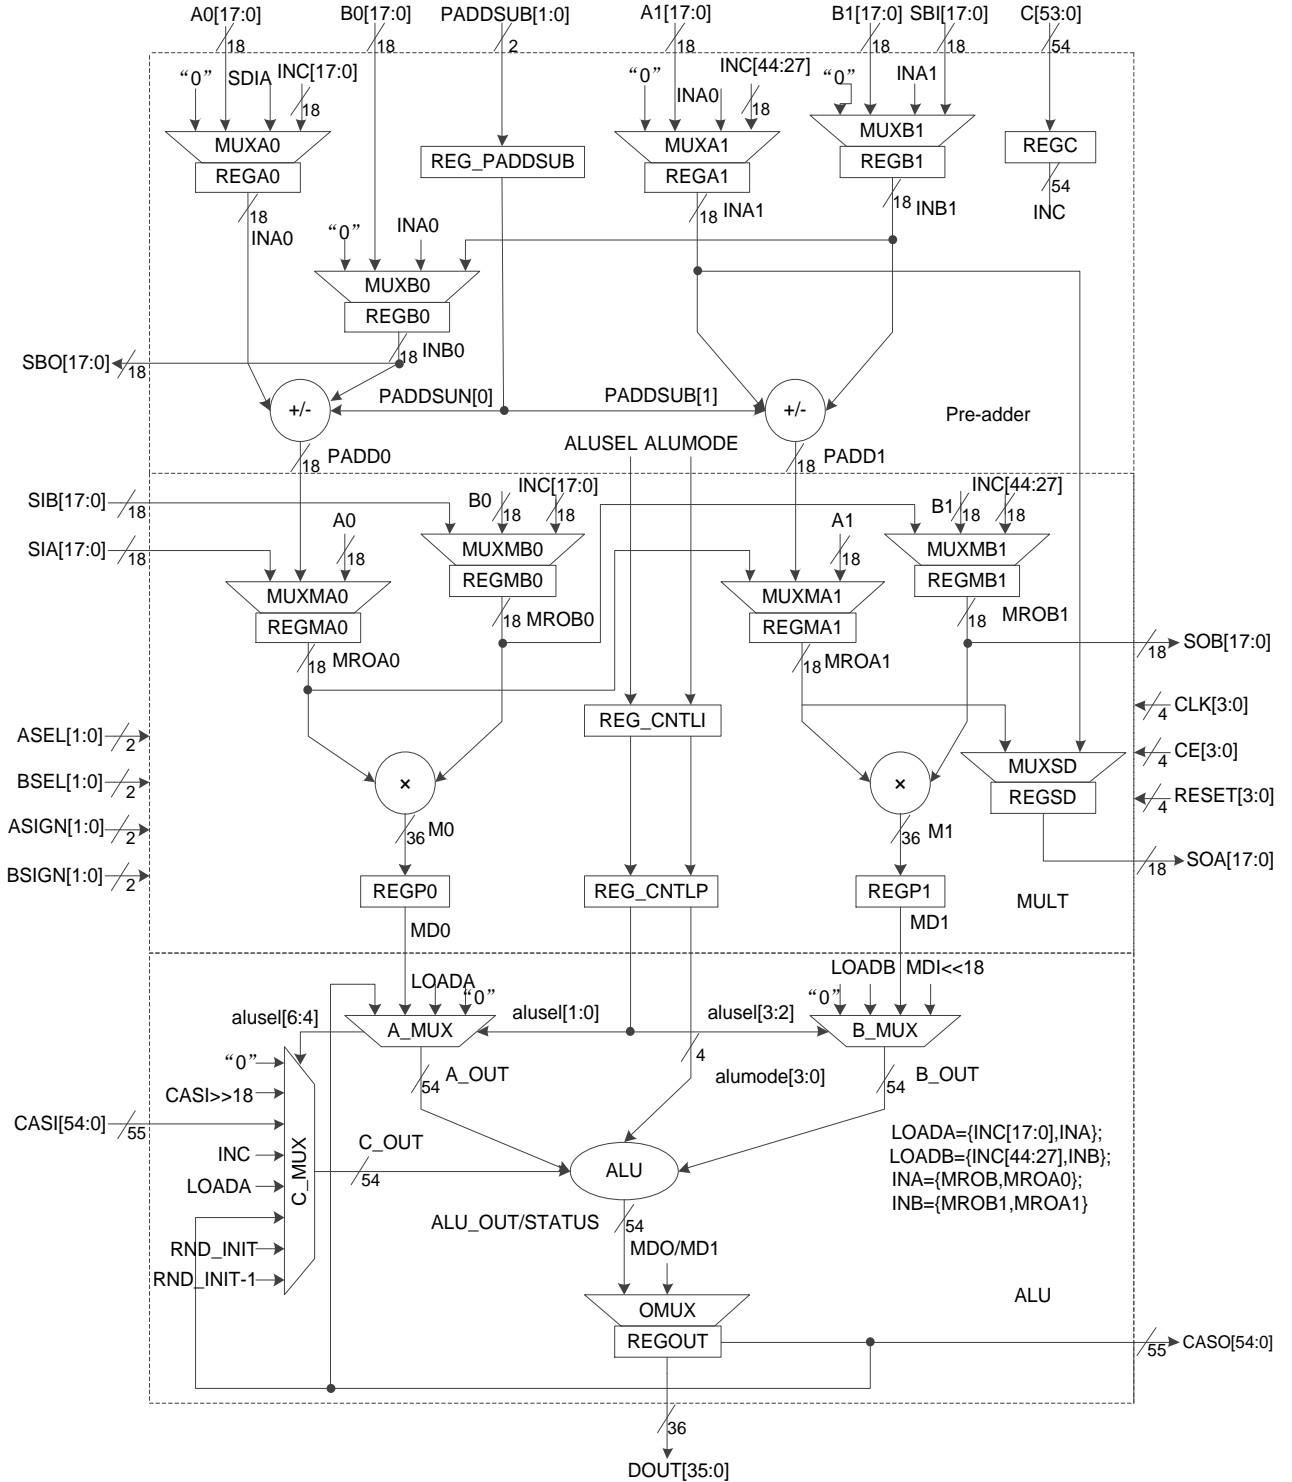 A0[17:0] B0[17:0] PADDSUB[1:0] A1[17:0] B1[17:0] SBI[17:0] C[53:0]
18 18 2 18 18 18 54
“0” SDIA INC[17:0] 18
“0” INA0 INC[44:27] 18
“0” INA1
MUXA0
REGA0
REG_PADDSUB
MUXA1
REGA1
MUXB1
REGB1
REGC
18 INA0
18 INA1
18 INB1
54
INC
“0” INA0
MUXB0
REGB0
18 INB0
SBO[17:0] 18
+/- PADDSUN[0] PADDSUB[1] +/-
Pre-adder
18 PADD0
ALUSEL ALUMODE
18 PADD1
SIB[17:0] 18
B0 18 INC[17:0] 18
B1 18 INC[44:27] 18
SIA[17:0] 18
A0 18
A1 18
MUXMB0
REGMB0
MUXMB1
REGMB1
MUXMA0
REGMA0
MUXMA1
REGMA1
18 MROB0
18 MROB1
18 MROA0
18 MROA1
18 SOB[17:0]
4 CLK[3:0]
REG_CNTLI
ASEL[1:0] 2
4 CE[3:0]
MUXSD
REGSD
BSEL[1:0] 2
×
×
4 RESET[3:0]
ASIGN[1:0] 2
36 M0
36 M1
18 SOA[17:0]
BSIGN[1:0] 2
REGP0
REG_CNTLP
REGP1
MULT
MD0
MD1
LOADA “0”
“0” LOADB MDI<<18
alusel[6:4] A_MUX alusel[1:0] alusel[3:2] B_MUX
“0”
54 A_OUT
4
alumode[3:0]
54 B_OUT
CASI>>18
CASI[54:0] 55
INC
LOADA
RND_INIT
RND_INIT-1
C_MUX
C_OUT
54
ALU
LOADA={INC[17:0],INA};
LOADB={INC[44:27],INB};
INA={MROB,MROA0};
INB={MROB1,MROA1}
ALU_OUT/STATUS 54
MDO/MD1
OMUX
REGOUT
ALU
55 CASO[54:0]
36
DOUT[35:0]